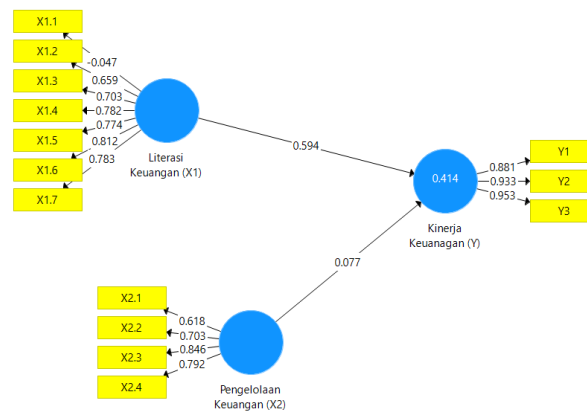 X1.1
X1.2
X1.3
X1.4
X1.5
X1.6
X1.7
-0.047
0.659
0.703
0.782
0.774
0.812
0.783
Literasi
Keuangan (X1)
0.594
0.414
Kinerja
Keuanagan (Y)
0.881
0.933
0.953
Y1
Y2
Y3
0.077
X2.1
X2.2
X2.3
X2.4
0.618
0.703
0.846
0.792
Pengelolaan
Keuangan (X2)